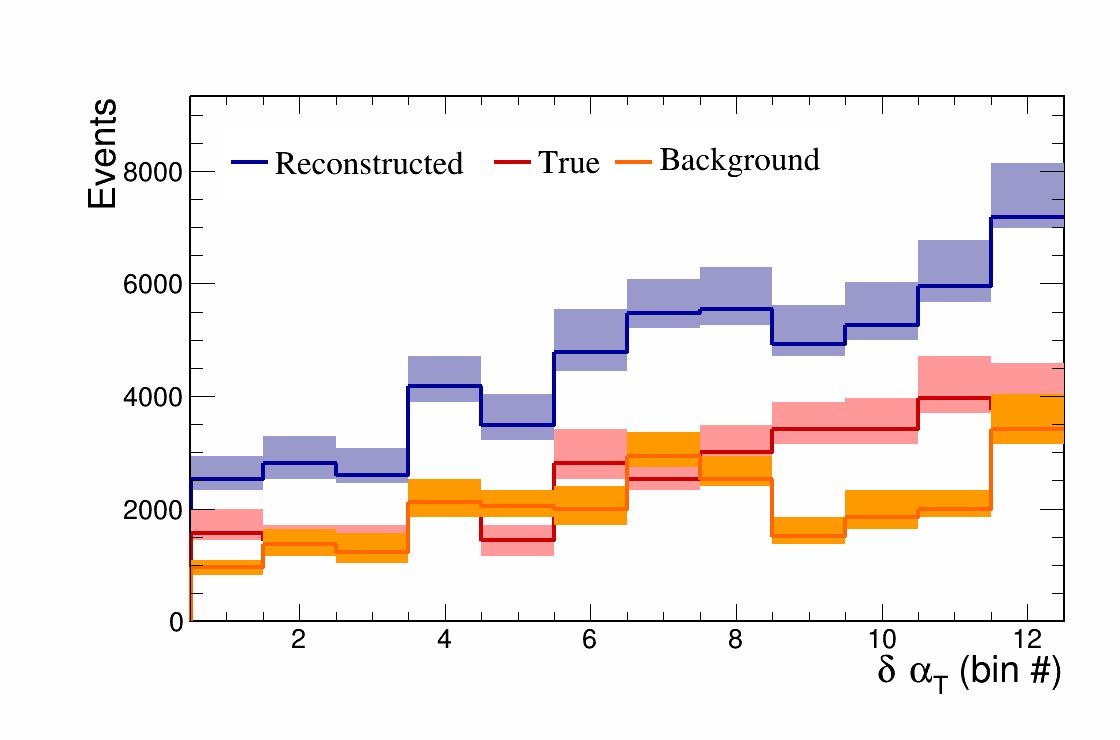 Events
Reconstructed True Background
8000
6000
4000
2000
0
2 4 6 8 10 12
δ α_T (bin #)